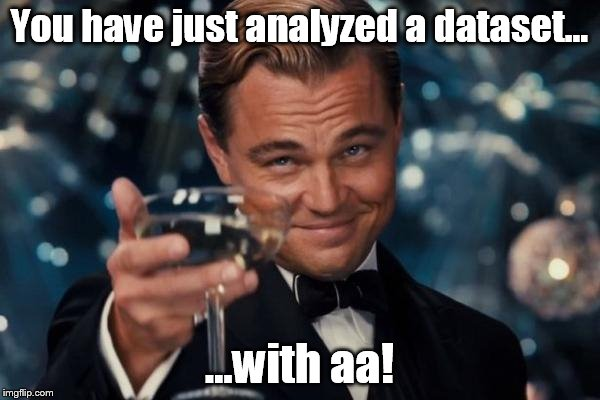 You have just analyzed a dataset...
...with aa!
imgflip.com